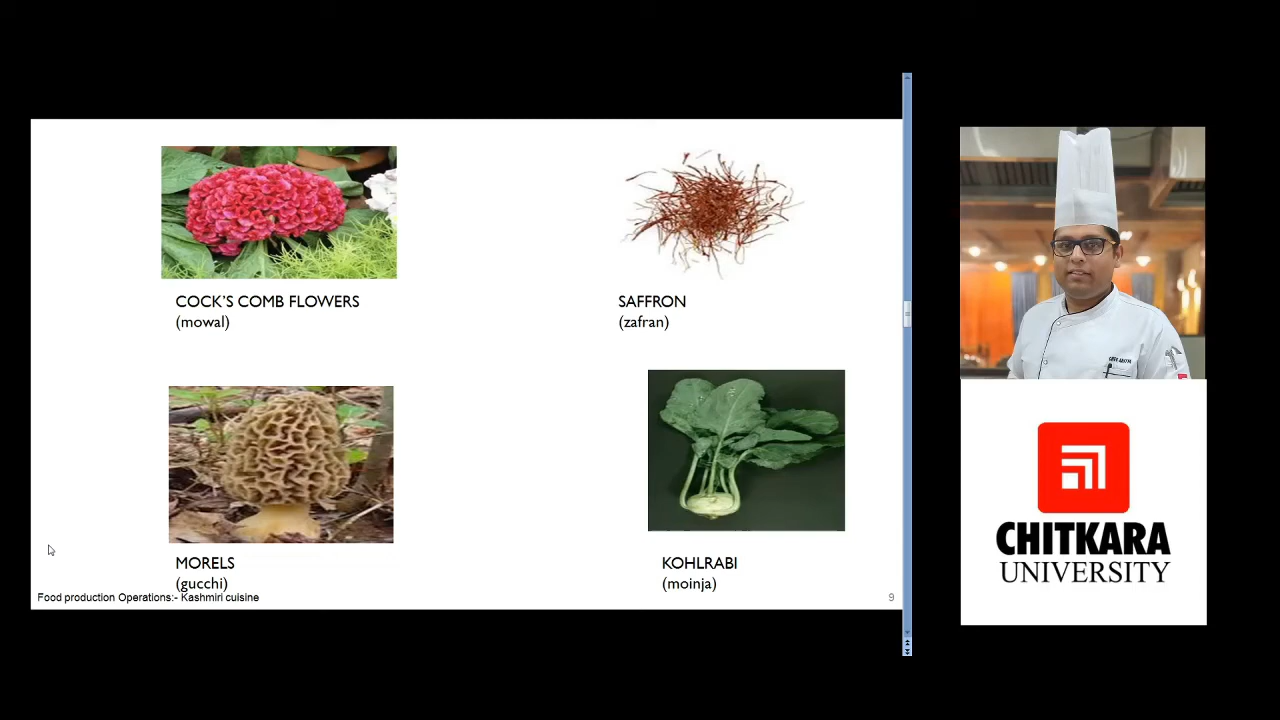 COCK'S COMB FLOWERS
(mowal)
SAFFRON
(zafran)
MORELS
(gucchi)
KOHLRABI
(moinja)
Food production Operations:- Kashmiri cuisine
9
CHITKARA
UNIVERSITY